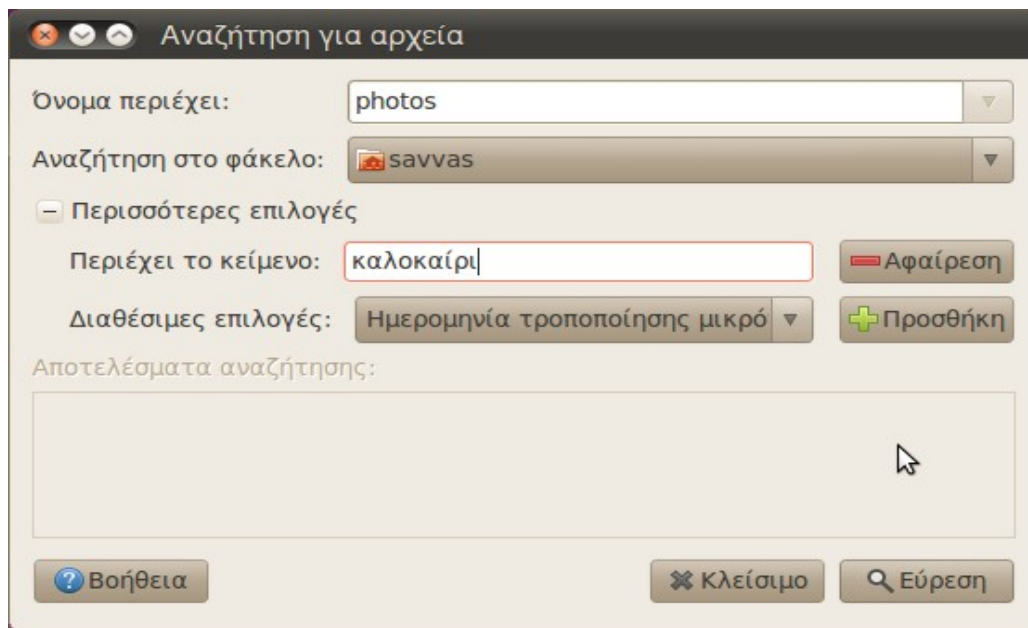 Αναζήτηση για αρχεία
Όνομα περιέχει: photos
Αναζήτηση στο φάκελο: savvas
Περισσότερες επιλογές
Περιέχει το κείμενο: καλοκαίρι Αφαίρεση
Διαθέσιμες επιλογές: Ημερομηνία τροποποίησης μικρό Προσθήκη
Αποτελέσματα αναζήτησης:
Βοήθεια Κλείσιμο Εύρεση